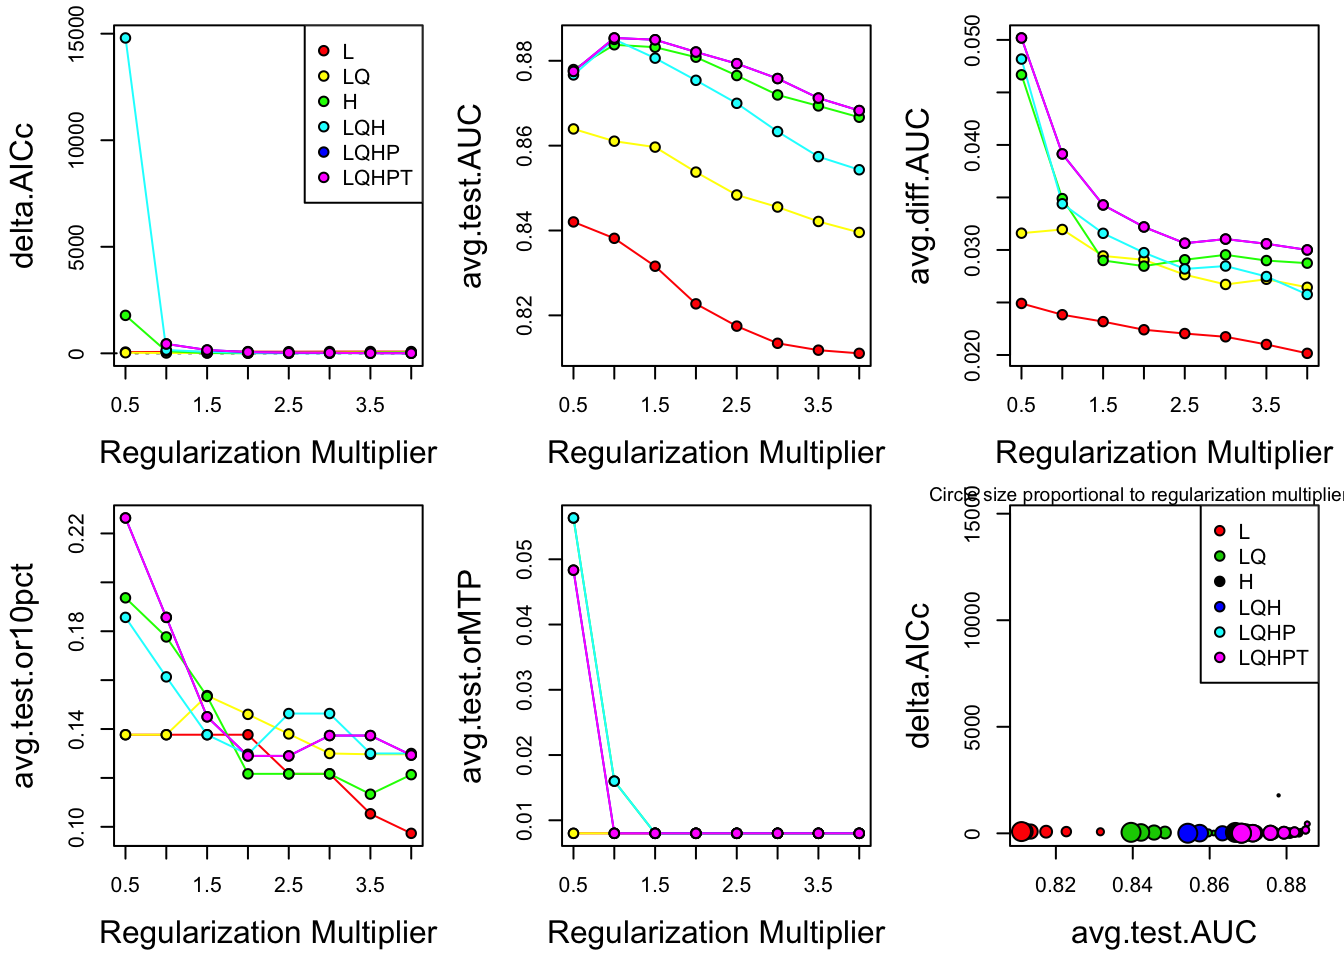 delta.AICc
15000
10000
5000
0
0.5 1.5 2.5 3.5
Regularization Multiplier
L
LQ
H
LQH
LQHP
LQHPT
avg.test.AUC
0.88
0.86
0.84
0.82
0.5 1.5 2.5 3.5
Regularization Multiplier
avg.diff.AUC
0.050
0.040
0.030
0.020
0.5 1.5 2.5 3.5
Regularization Multiplier
avg.test.or10pct
0.22
0.18
0.14
0.10
0.5 1.5 2.5 3.5
Regularization Multiplier
avg.test.orMTP
0.05
0.04
0.03
0.02
0.01
0.5 1.5 2.5 3.5
Regularization Multiplier
Circle size proportional to regularization multiplier
delta.AICc
15000
10000
5000
0
L
LQ
H
LQH
LQHP
LQHPT
0.82 0.84 0.86 0.88
avg.test.AUC